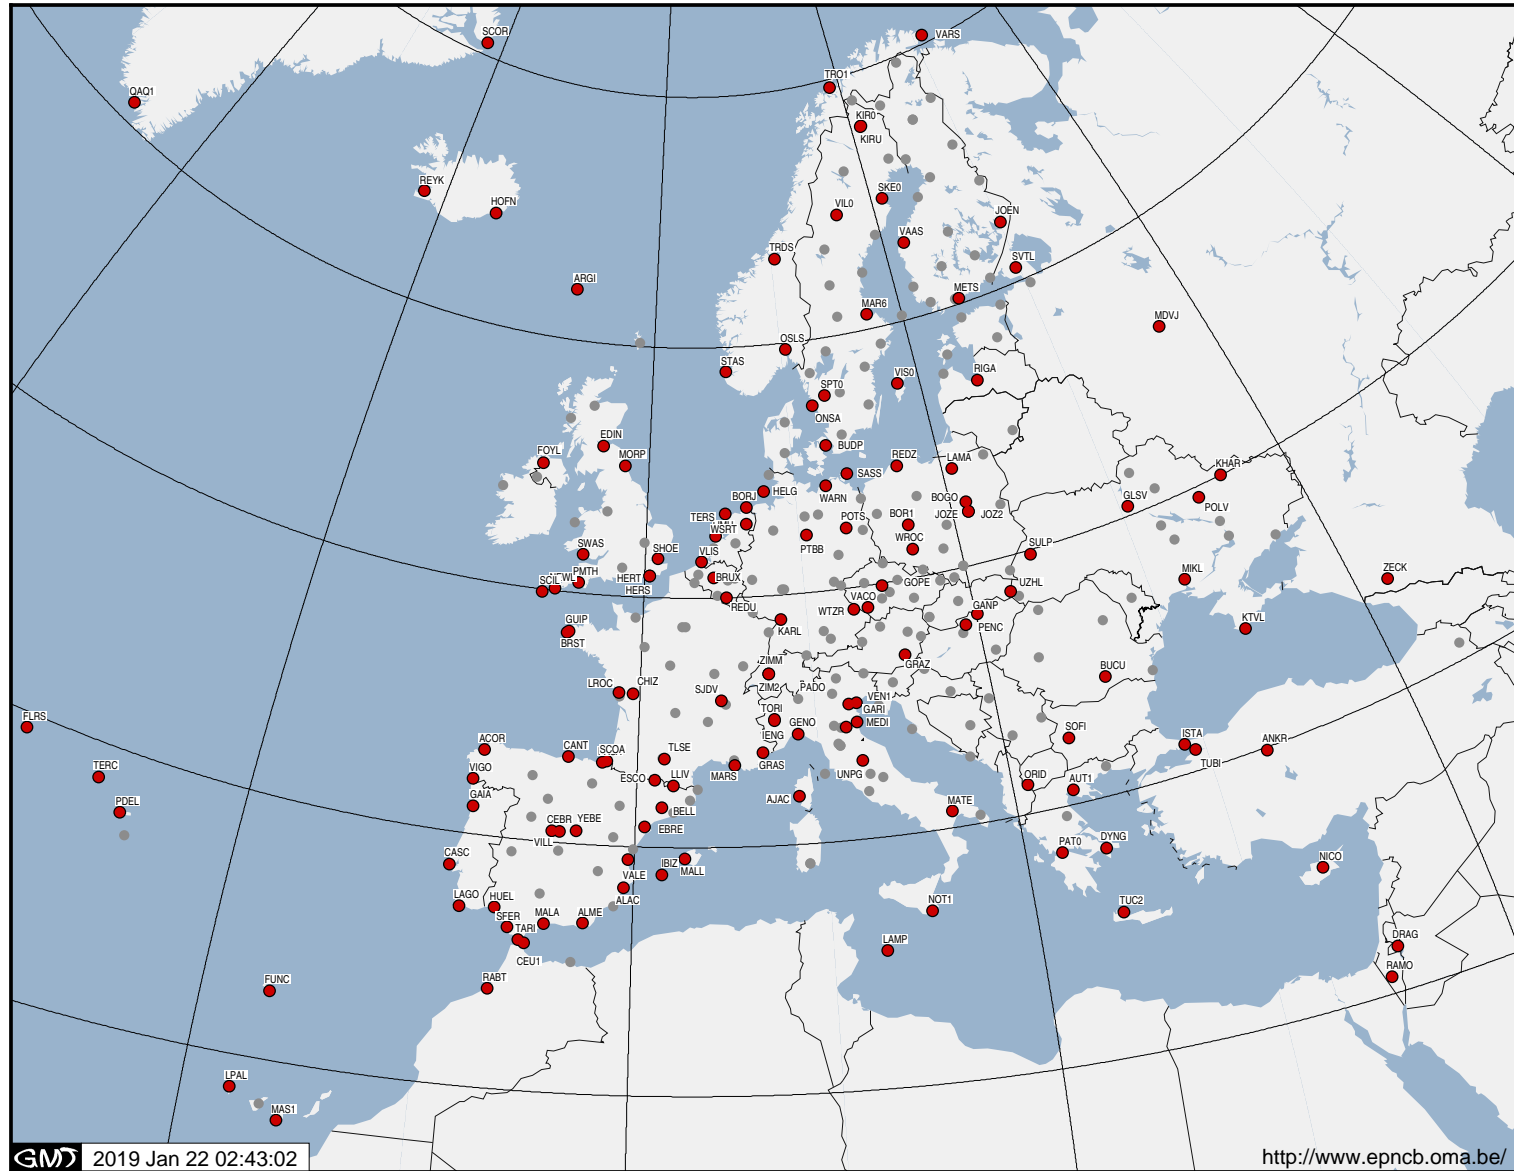 SCOR
VARS
QAQ1
TRO1
KIR0
KIRU
REYK
HOFN
SKE0
VIL0
JOEN
VAAS
TRDS
SVTL
ARGI
METS
MAR6
MDVJ
OSLS
STAS
RIGA
VIS0
SPT0
ONSA
EDIN
BUDP
FOYL
MORP
REDZ
LAMA
SASS
KHAR
HELG
WARN
BORJ
BOGO
GLSV
POLV
TERS
JOZE
JOZ2
WSRT
POTS
BOR1
PTBB
WROC
SWAS
SHOE
VLIS
SULP
SCIL
PMTH
HERT
HERS
BRUX
GOPE
UZHL
MIKL
ZECK
REDU
WTZR
VACO
GANP
GUIP
BRST
KARL
PENC
KTVL
GRAZ
ZIMM
ZIM2
PADO
BUCU
LROC
CHIZ
SJDV
VEN1
GARI
TORI
FLRS
GENO
MEDI
SOFI
IENG
ACOR
CANT
SCOA
TLSE
ISTA
ANKR
TUBI
TERC
VIGO
ESCO
LLIV
MARS
GRAS
UNPG
ORID
AUT1
GAIA
AJAC
PDEL
BELL
MATE
CEBR
YEBE
EBRE
VILL
PAT0
DYNG
CASC
IBIZ
MALL
NICO
VALE
LAGO
HUEL
ALAC
NOT1
TUC2
SFER
MALA
ALME
TARI
LAMP
DRAG
CEU1
RAMO
FUNC
RABT
LPAL
MAS1
GMT
2019 Jan 22 02:43:02
http://www.epncb.oma.be/